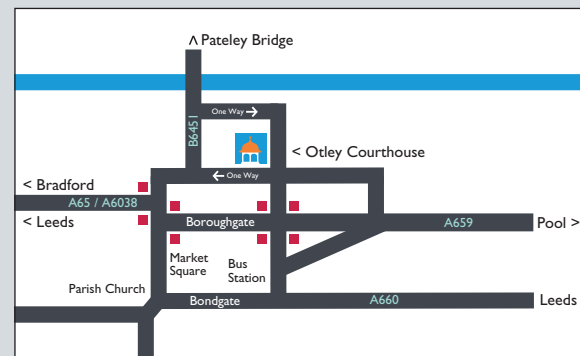 ^ Pateley Bridge
One Way →
B6451
< Otley Courthouse
← One Way
< Bradford
A65 / A6038
< Leeds
Boroughgate
A659
Pool >
Market
Square
Bus
Station
Parish Church
Bondgate
A660
Leeds